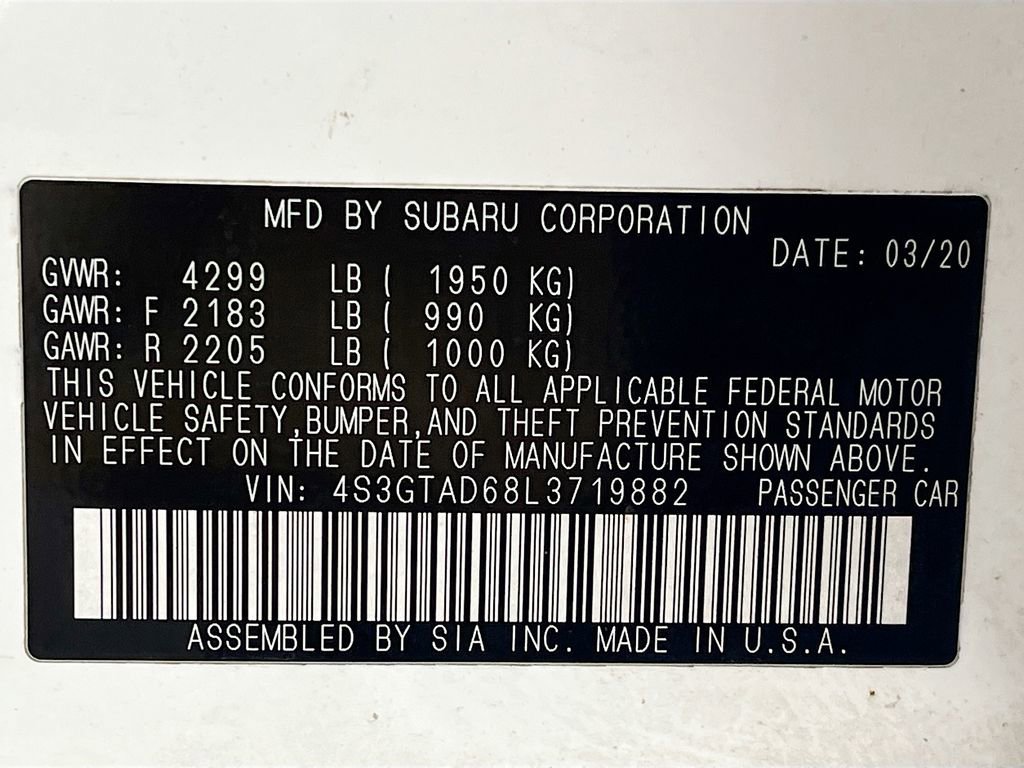 MFD BY SUBARU CORPORATION
DATE: 03/20
GVWR: 4299 LB ( 1950 KG)
GAWR: F 2183 LB ( 990 KG)
GAWR: R 2205 LB ( 1000 KG)
THIS VEHICLE CONFORMS TO ALL APPLICABLE FEDERAL MOTOR
VEHICLE SAFETY,BUMPER,AND THEFT PREVENTION STANDARDS
IN EFFECT ON THE DATE OF MANUFACTURE SHOWN ABOVE.
VIN: 4S3GTAD68L3719882 PASSENGER CAR
ASSEMBLED BY SIA INC. MADE IN U.S.A.